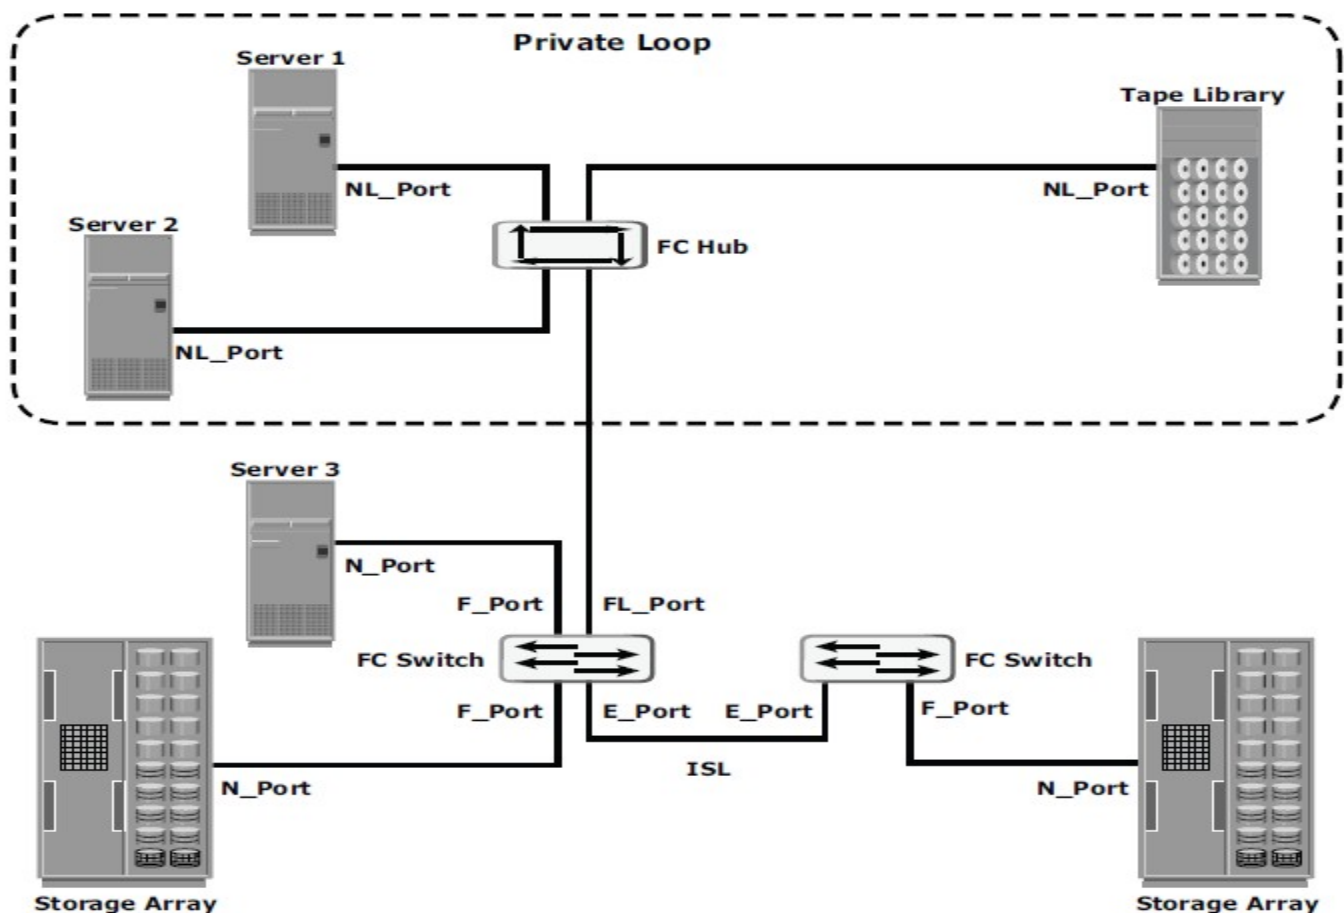 Private Loop
Server 1
Tape Library
NL_Port
NL_Port
Server 2
FC Hub
NL_Port
Server 3
N_Port
F_Port
FL_Port
FC Switch
FC Switch
F_Port
E_Port
E_Port
F_Port
ISL
N_Port
N_Port
Storage Array
Storage Array